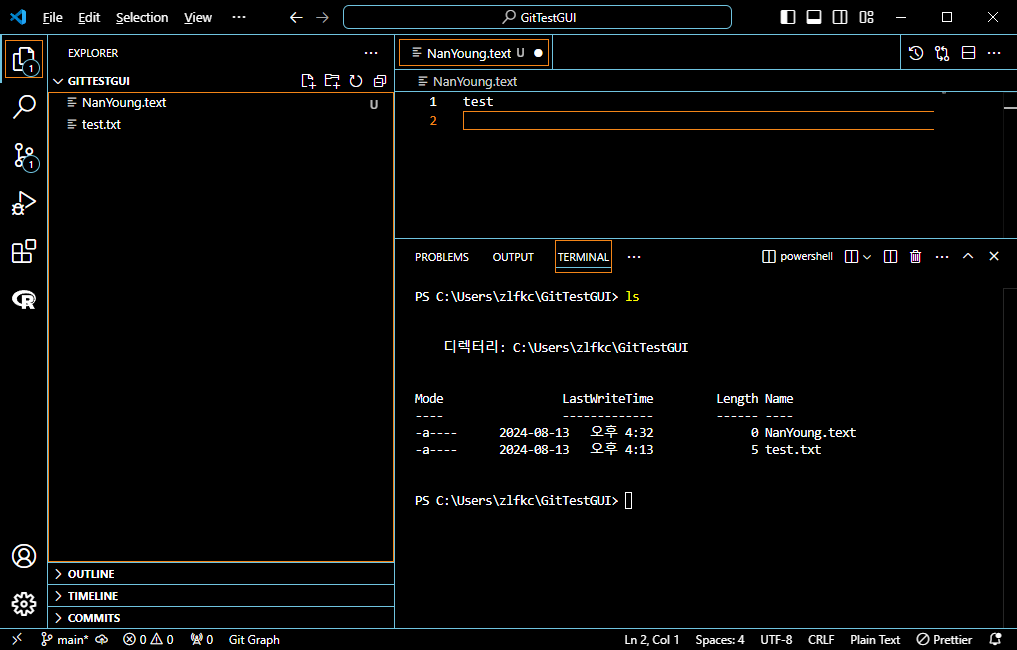 File Edit Selection View ··· GitTestGUI
EXPLORER ···
GITTESTGUI
NanYoung.text U
test.txt
OUTLINE
TIMELINE
COMMITS
NanYoung.text U
NanYoung.text
1 test
2
PROBLEMS OUTPUT TERMINAL ··· powershell ···
PS C:\Users\zlfkc\GitTestGUI> ls
디렉터리: C:\Users\zlfkc\GitTestGUI
Mode LastWriteTime Length Name
---- ------------- ------ ----
-a---- 2024-08-13 오후 4:32 0 NanYoung.text
-a---- 2024-08-13 오후 4:13 5 test.txt
PS C:\Users\zlfkc\GitTestGUI>
1
1
main* 0 0 0 Git Graph Ln 2, Col 1 Spaces: 4 UTF-8 CRLF Plain Text Prettier